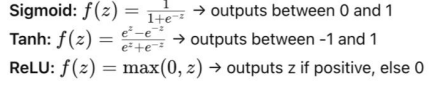 Sigmoid: f(z) = 1/(1+e^{-z}) → outputs between 0 and 1
Tanh: f(z) = (e^z−e^{-z})/(e^z+e^{-z}) → outputs between -1 and 1
ReLU: f(z) = max(0, z) → outputs z if positive, else 0